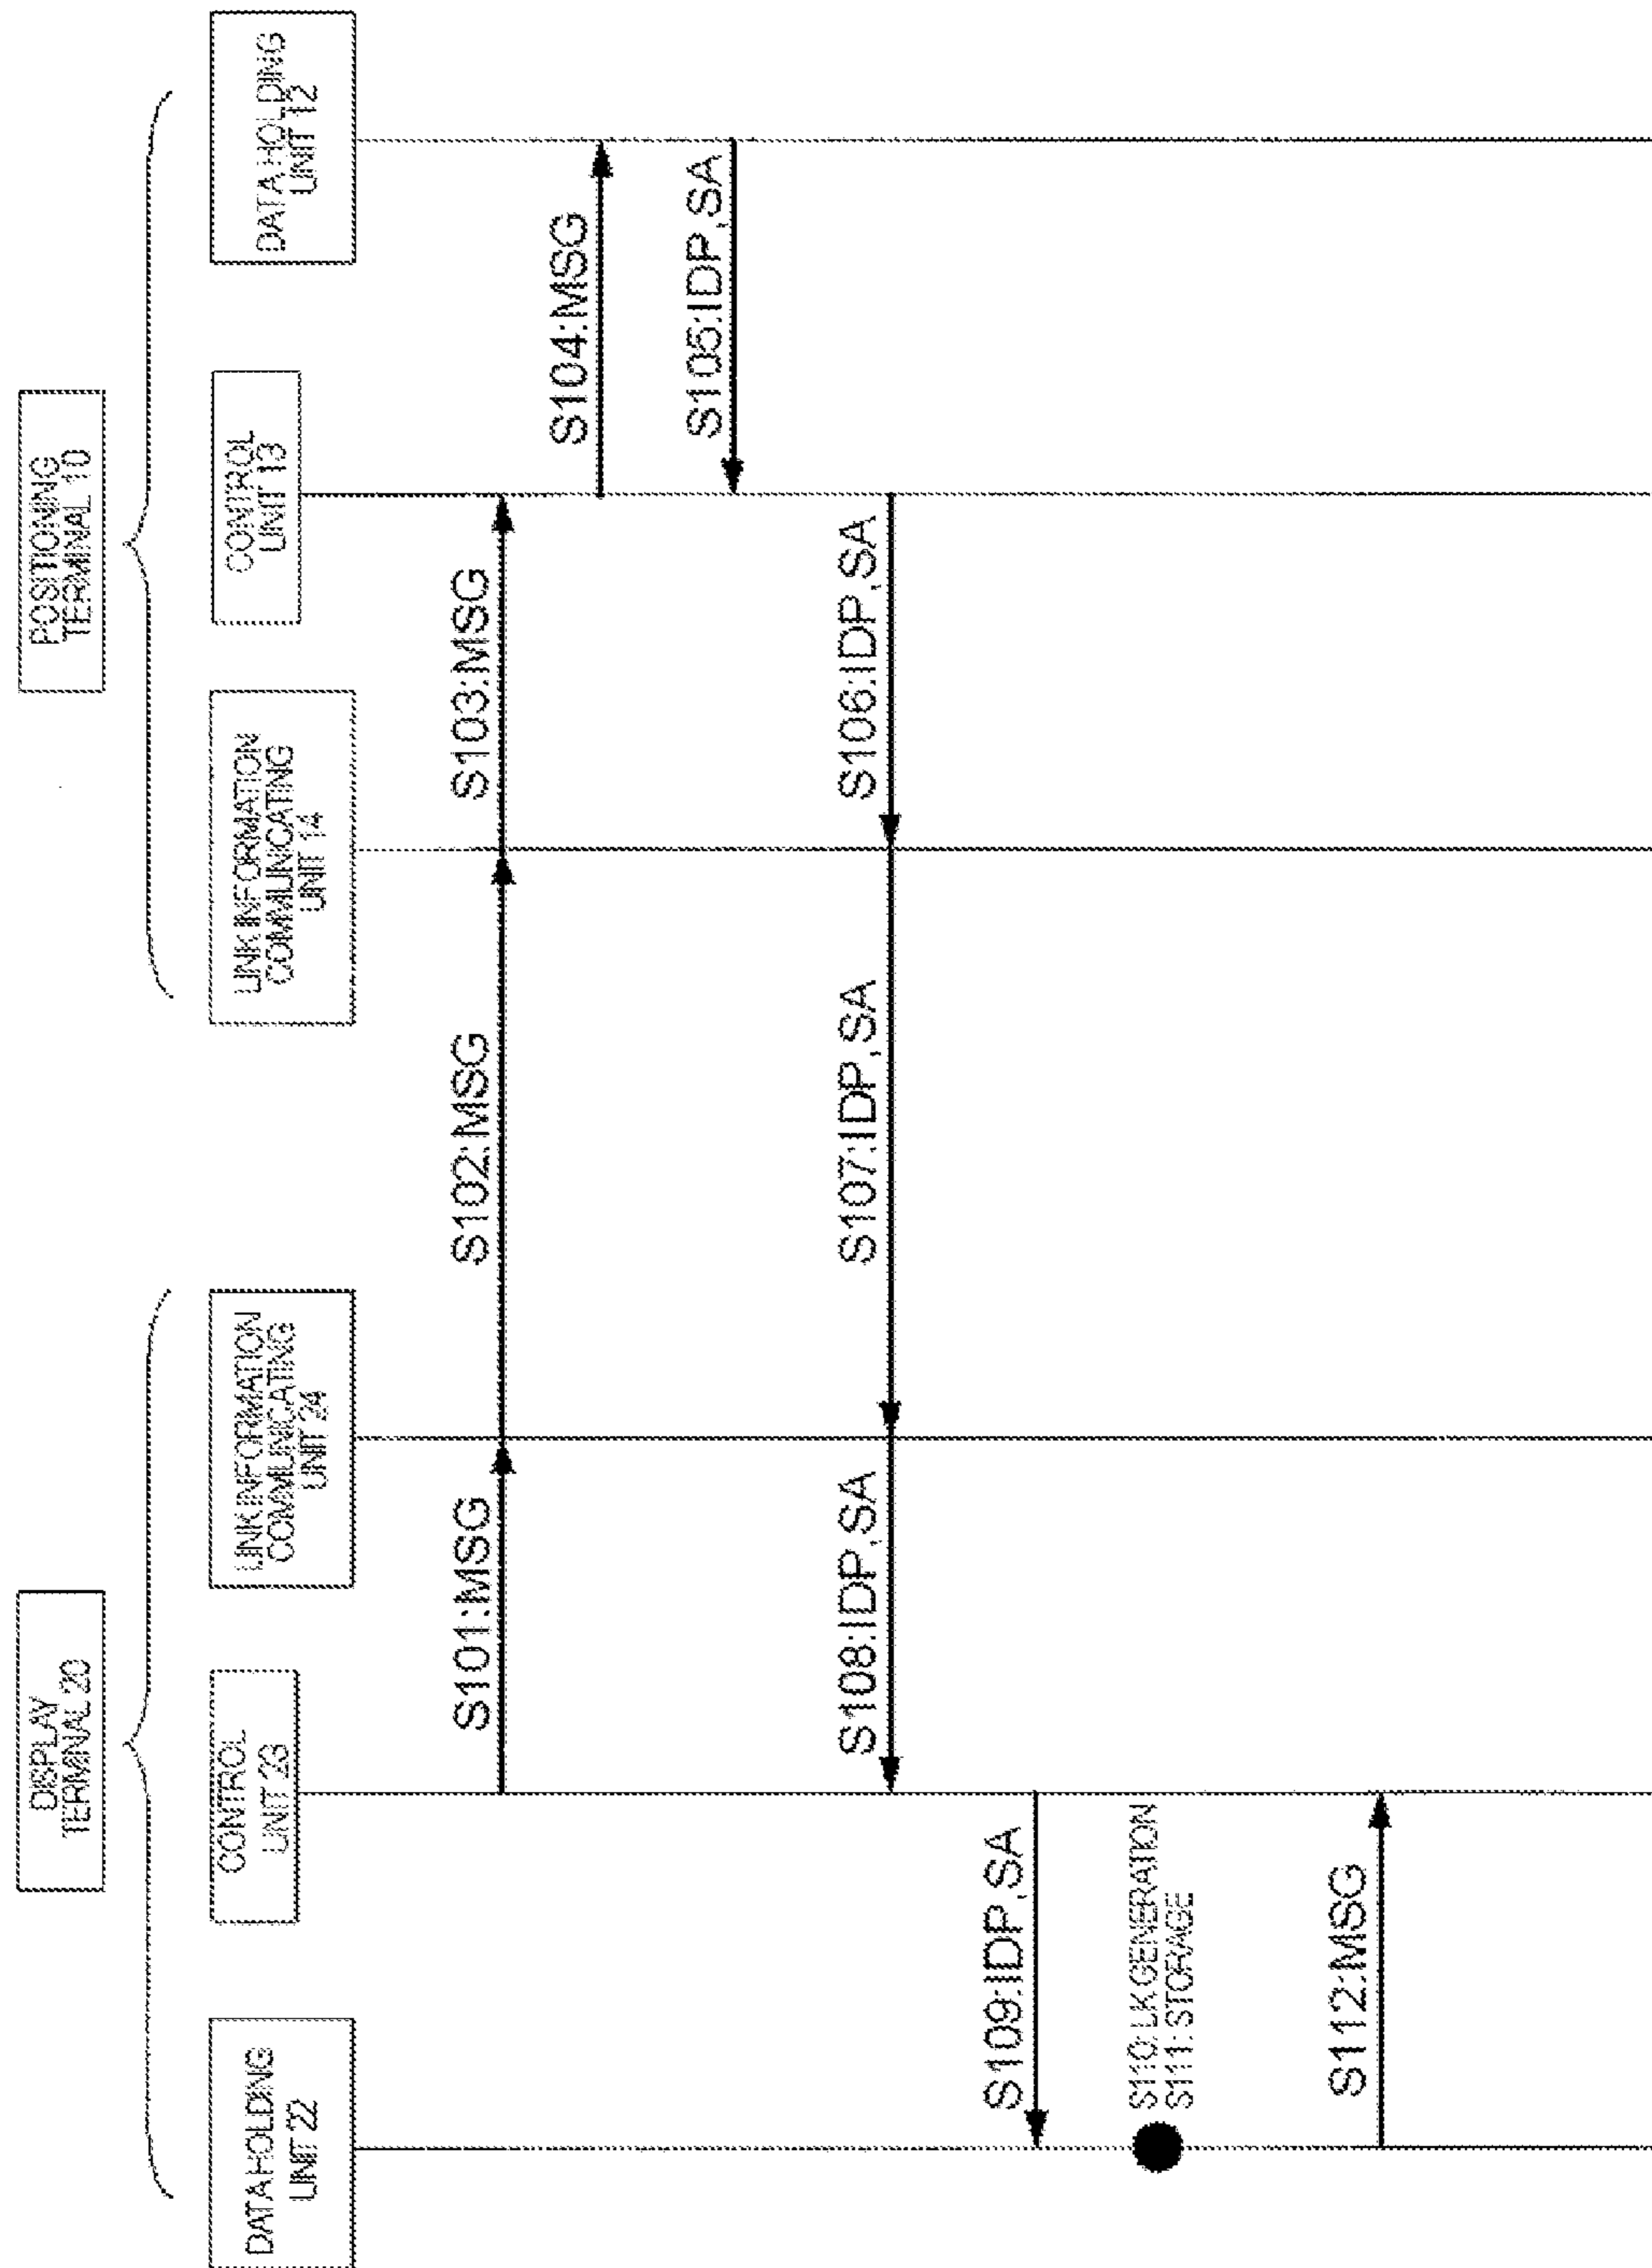 DISPLAY
TERMINAL 20
POSITIONING
TERMINAL 10
DATA HOLDING
UNIT 22
CONTROL
UNIT 23
LINK INFORMATION
COMMUNICATING
UNIT 24
LINK INFORMATION
COMMUNICATING
UNIT 14
CONTROL
UNIT 13
DATA HOLDING
UNIT 12
S101:MSG
S102:MSG
S103:MSG
S104:MSG
S105:IDP,SA
S106:IDP,SA
S107:IDP,SA
S108:IDP,SA
S109:IDP,SA
S110: LK GENERATION
S111: STORAGE
S112:MSG